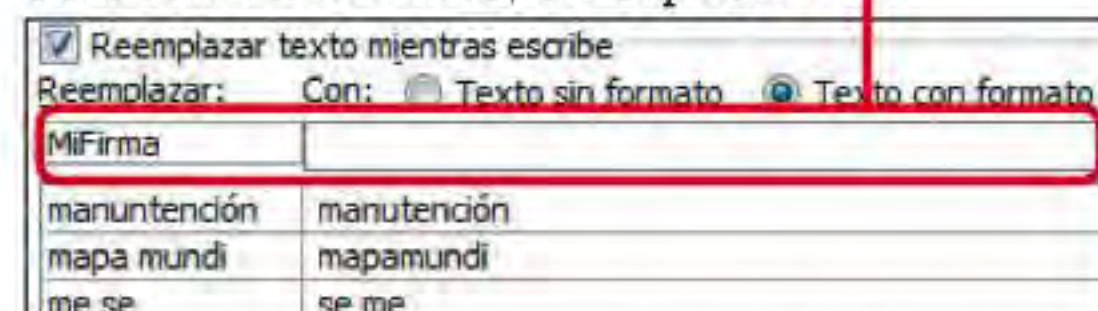 Reemplazar texto mientras escribe
Reemplazar: Con: Texto sin formato Texto con formato
MiFirma
manuntención manutención
mapa mundi mapamundi
me se se me